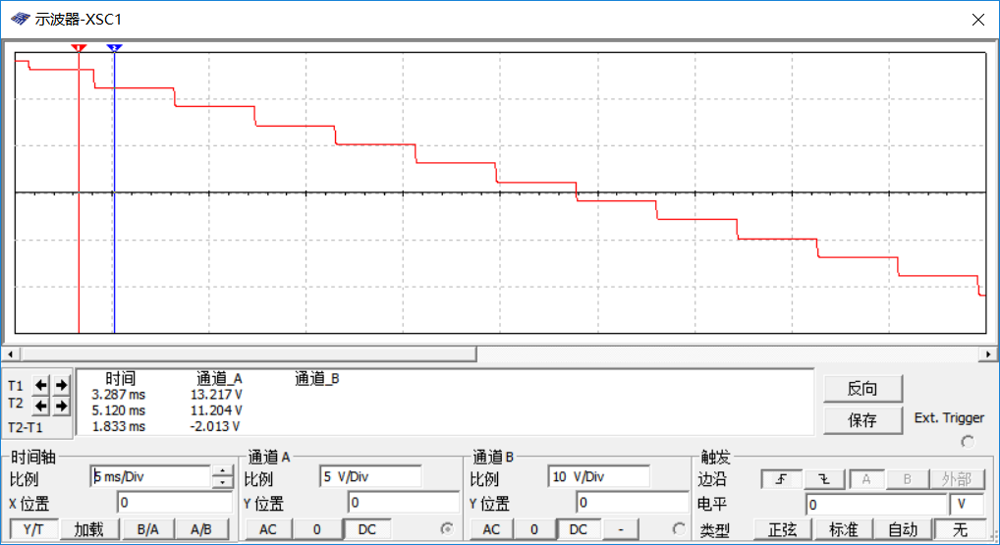 示波器-XSC1
1 2
时间 通道_A 通道_B
T1 3.287 ms 13.217 V
T2 5.120 ms 11.204 V
T2-T1 1.833 ms -2.013 V
反向
保存
Ext. Trigger
时间轴 通道 A 通道B 触发
比例 5 ms/Div 比例 5 V/Div 比例 10 V/Div 边沿 A B 外部
X 位置 0 Y 位置 0 Y 位置 0 电平 0 V
Y/T 加载 B/A A/B AC 0 DC AC 0 DC - 类型 正弦 标准 自动 无